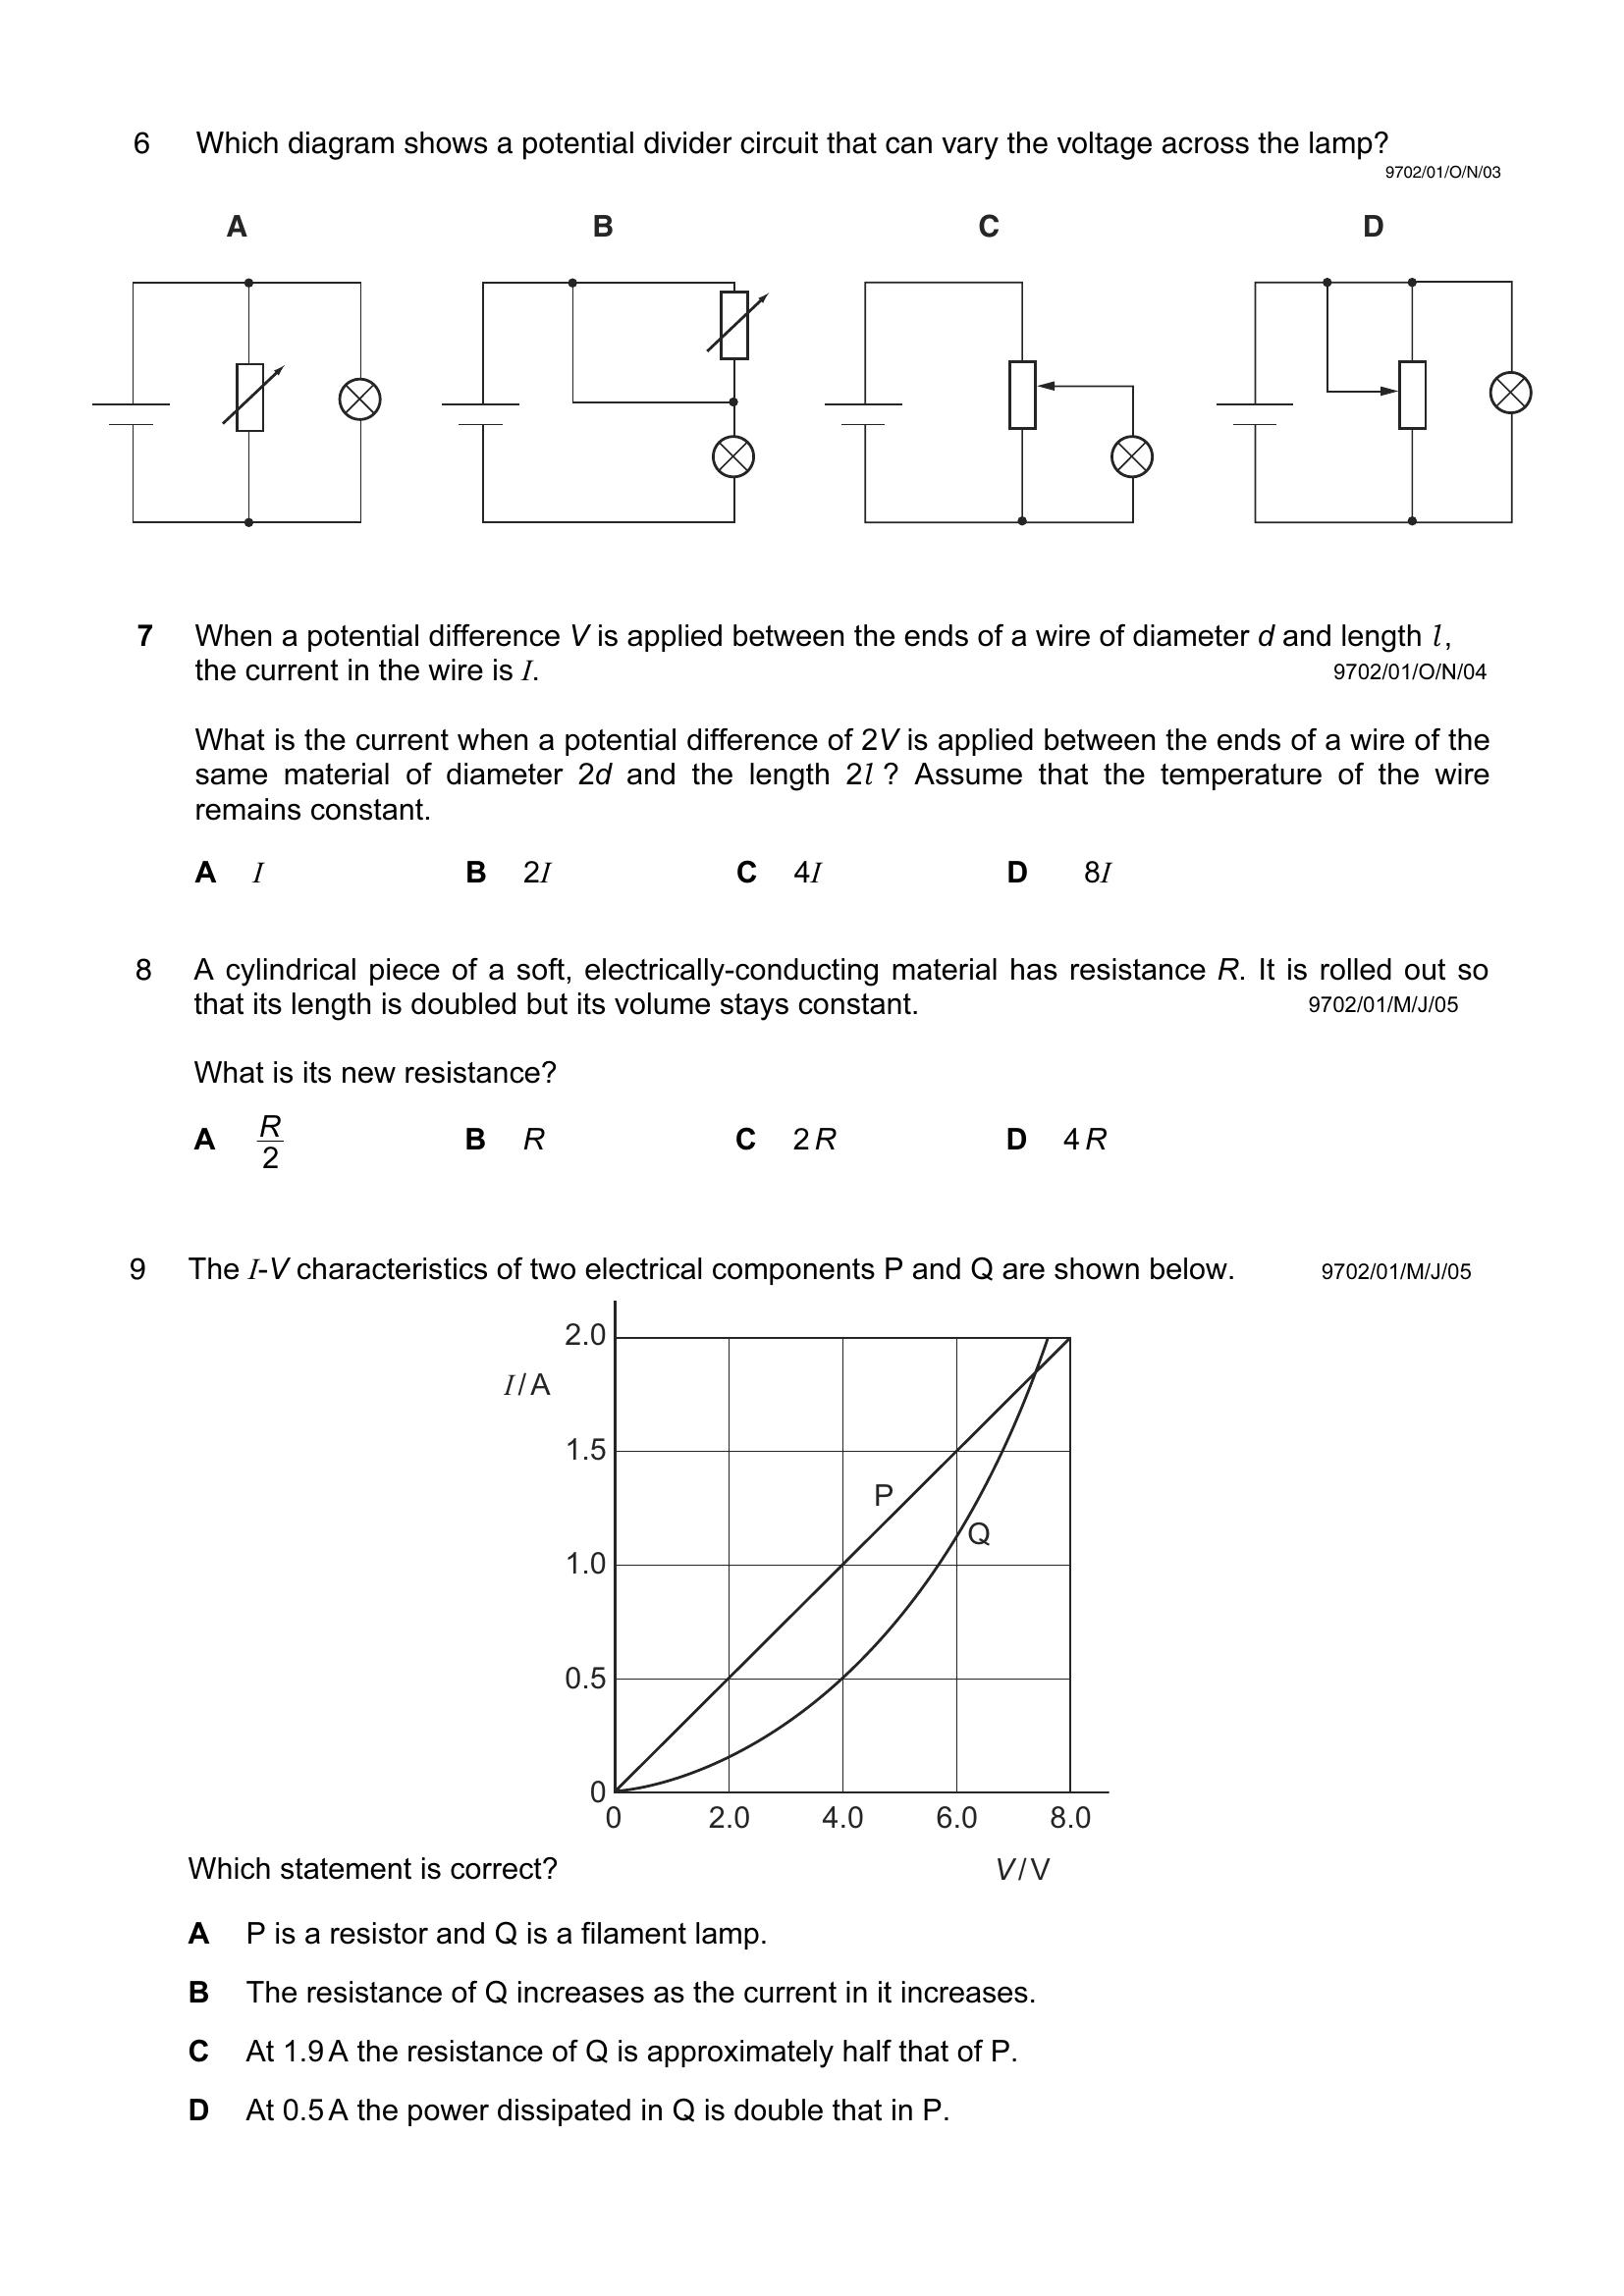 6 Which diagram shows a potential divider circuit that can vary the voltage across the lamp?
9702/01/O/N/03
A B C D
7 When a potential difference V is applied between the ends of a wire of diameter d and length l,
the current in the wire is I.
9702/01/O/N/04
What is the current when a potential difference of 2V is applied between the ends of a wire of the
same material of diameter 2d and the length 2l ? Assume that the temperature of the wire
remains constant.
A I B 2I C 4I D 8I
8 A cylindrical piece of a soft, electrically-conducting material has resistance R. It is rolled out so
that its length is doubled but its volume stays constant.
9702/01/M/J/05
What is its new resistance?
A R/2 B R C 2R D 4R
9 The I-V characteristics of two electrical components P and Q are shown below.
9702/01/M/J/05
2.0
I/A
1.5
P
Q
1.0
0.5
0
0 2.0 4.0 6.0 8.0
Which statement is correct?
V/V
A P is a resistor and Q is a filament lamp.
B The resistance of Q increases as the current in it increases.
C At 1.9A the resistance of Q is approximately half that of P.
D At 0.5A the power dissipated in Q is double that in P.